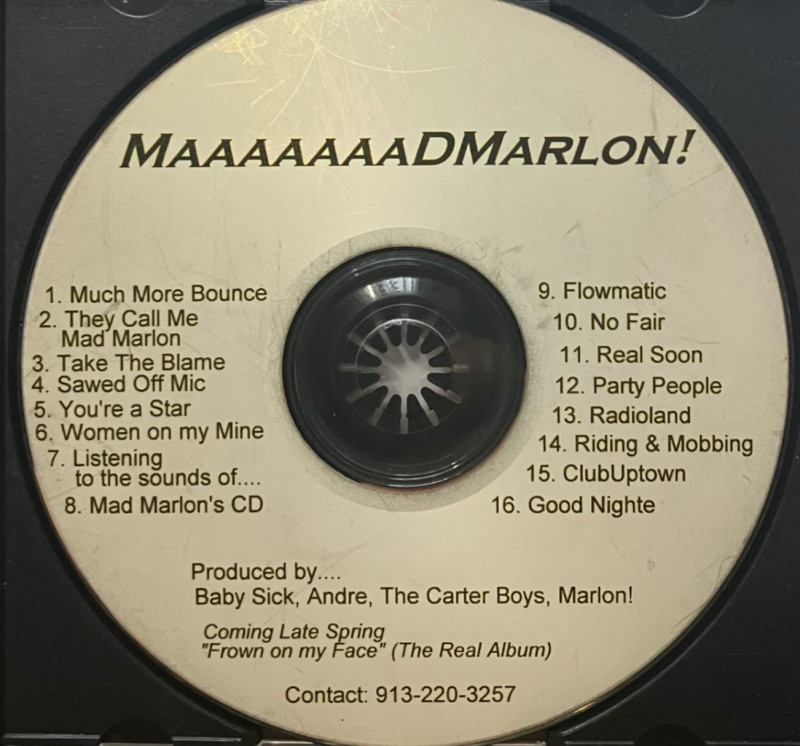 MAAAAAAADMARLON!
1. Much More Bounce
2. They Call Me
Mad Marlon
3. Take The Blame
4. Sawed Off Mic
5. You're a Star
6. Women on my Mine
7. Listening
to the sounds of....
8. Mad Marlon's CD
9. Flowmatic
10. No Fair
11. Real Soon
12. Party People
13. Radioland
14. Riding & Mobbing
15. ClubUptown
16. Good Nighte
Produced by....
Baby Sick, Andre, The Carter Boys, Marlon!
Coming Late Spring
"Frown on my Face" (The Real Album)
Contact: 913-220-3257